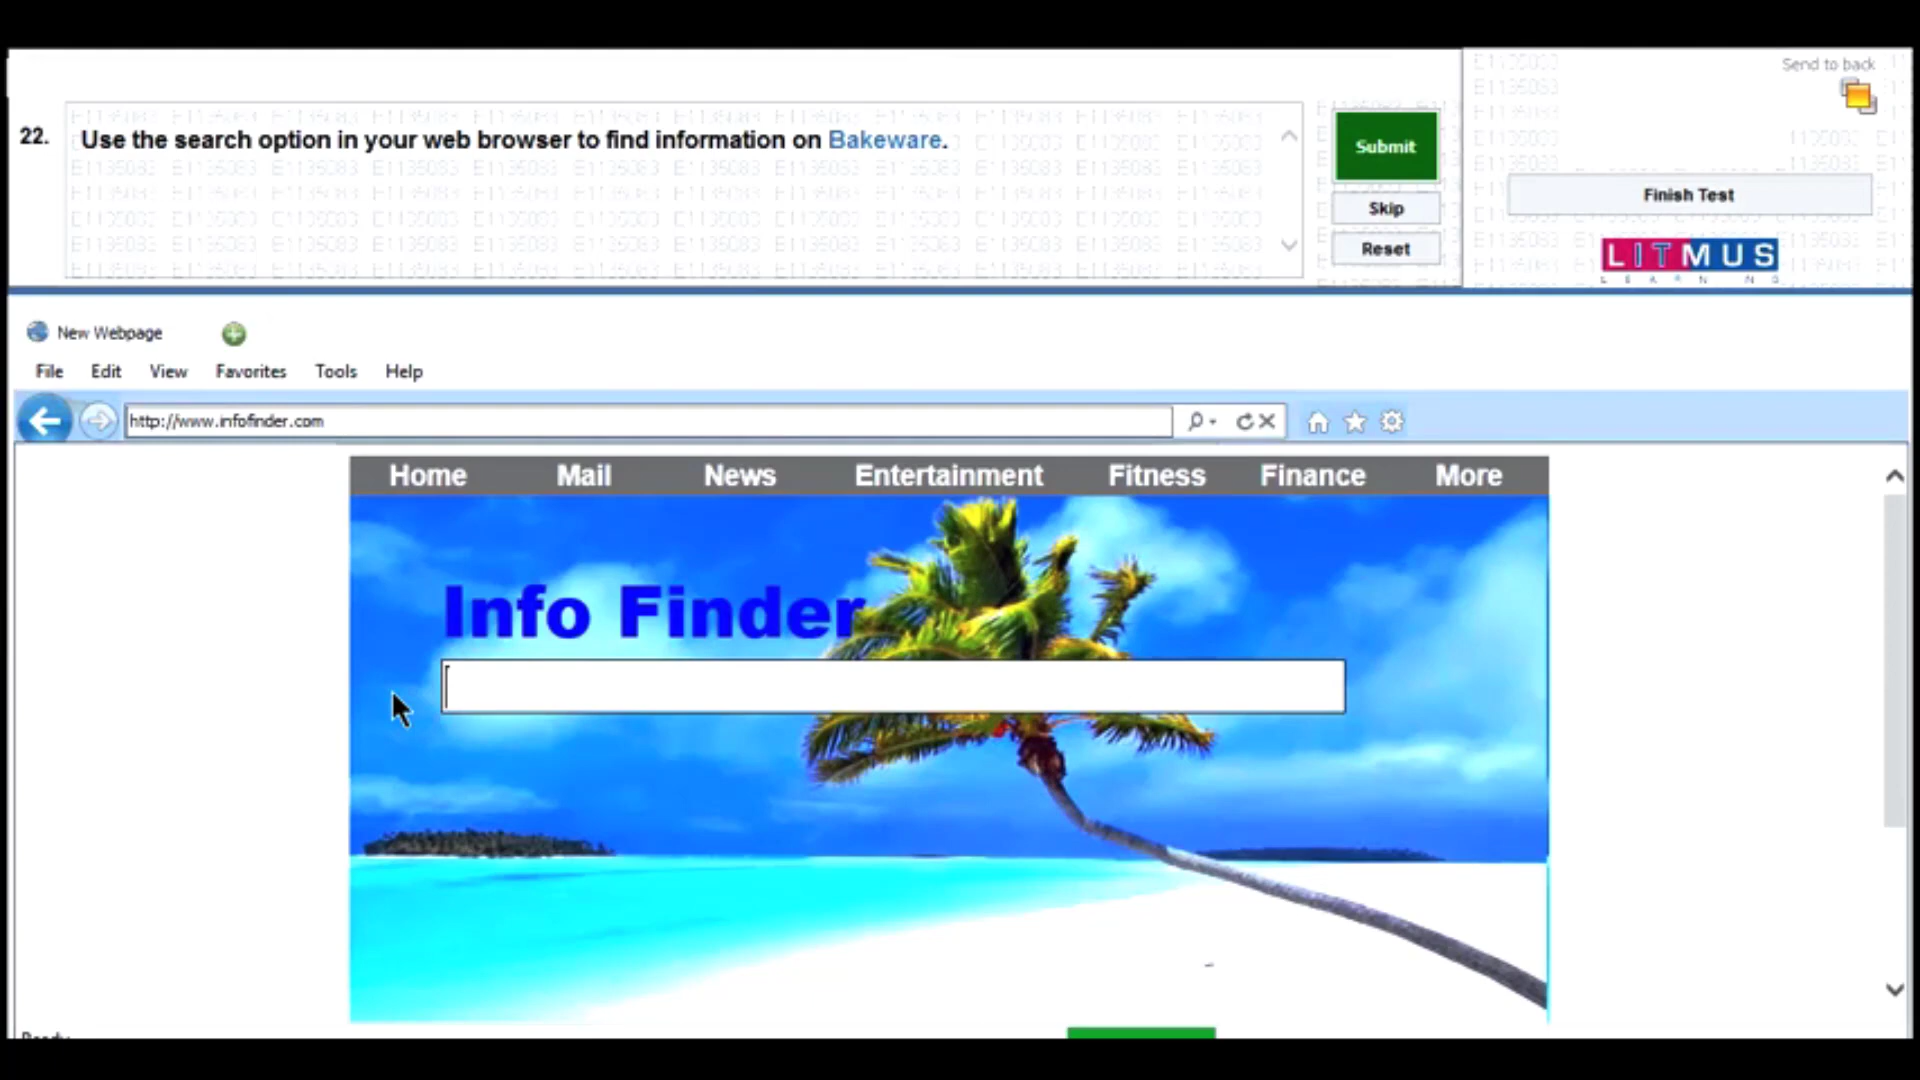 Send to back
22.
Use the search option in your web browser to find information on Bakeware.
Submit
Skip
Reset
Finish Test
LITMUS
LEARNING
New Webpage
File Edit View Favorites Tools Help
http://www.infofinder.com
Home Mail News Entertainment Fitness Finance More
Info Finder